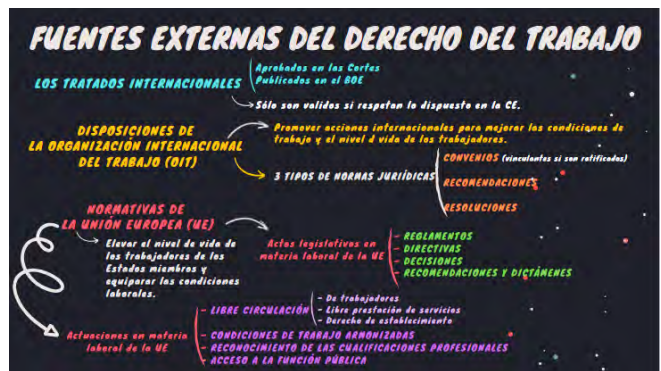 FUENTES EXTERNAS DEL DERECHO DEL TRABAJO
LOS TRATADOS INTERNACIONALES
Aprobados en las Cortes
Publicados en el BOE
Sólo son validos si respetan lo dispuesto en la CE.
DISPOSICIONES DE
LA ORGANIZACIÓN INTERNACIONAL
DEL TRABAJO (OIT)
Promover acciones internacionales para mejorar las condiciones de
trabajo y el nivel d vida de los trabajadores.
3 TIPOS DE NORMAS JURÍDICAS
CONVENIOS (vinculantes si son ratificados)
RECOMENDACIONES
RESOLUCIONES
NORMATIVAS DE
LA UNIÓN EUROPEA (UE)
Elevar el nivel de vida de
los trabajadores de los
Estados miembros y
equiparar las condiciones
laborales.
Actos legislativos en
materia laboral de la UE
- REGLAMENTOS
- DIRECTIVAS
- DECISIONES
- RECOMENDACIONES Y DICTÁMENES
Actuaciones en materia
laboral de la UE
- LIBRE CIRCULACIÓN
- De trabajadores
- Libre prestación de servicios
- Derecho de establecimiento
- CONDICIONES DE TRABAJO ARMONIZADAS
- RECONOCIMIENTO DE LAS CUALIFICACIONES PROFESIONALES
- ACCESO A LA FUNCIÓN PÚBLICA